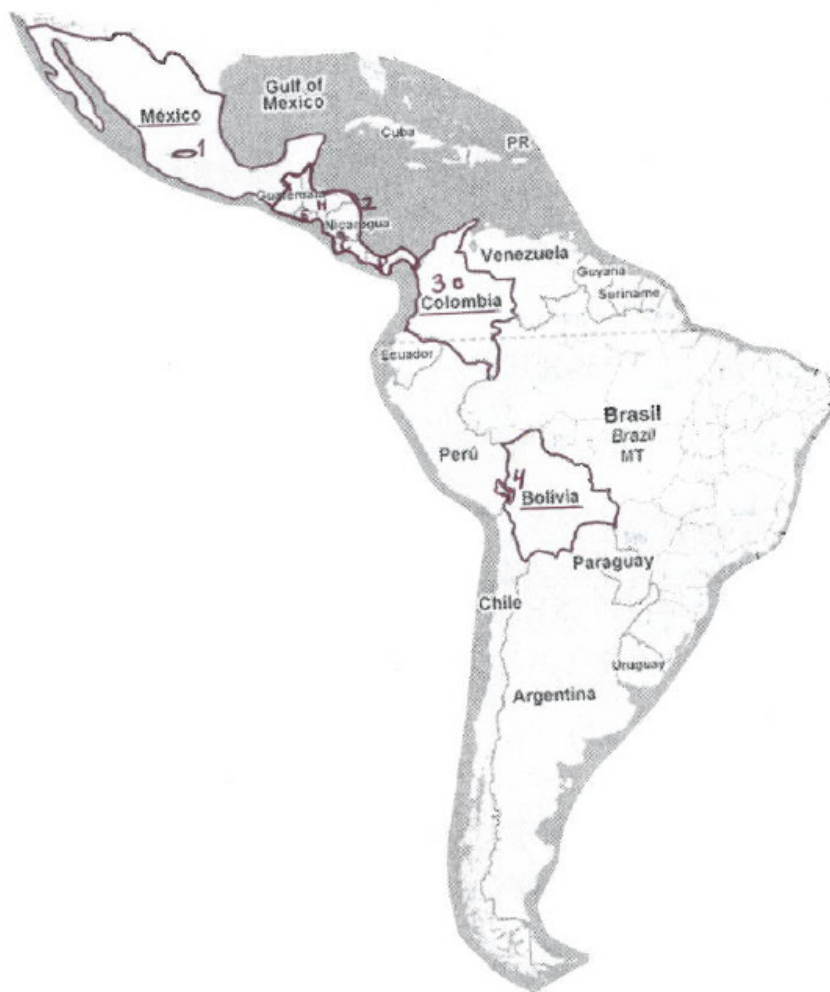 Gulf of
Mexico
México
1
Cuba
PR
Guatemala
H
2
Nicaragua
Venezuela
Guyana
Suriname
3
Colombia
Ecuador
Brasil
Brazil
MT
Perú
4
Bolivia
Paraguay
Chile
Uruguay
Argentina